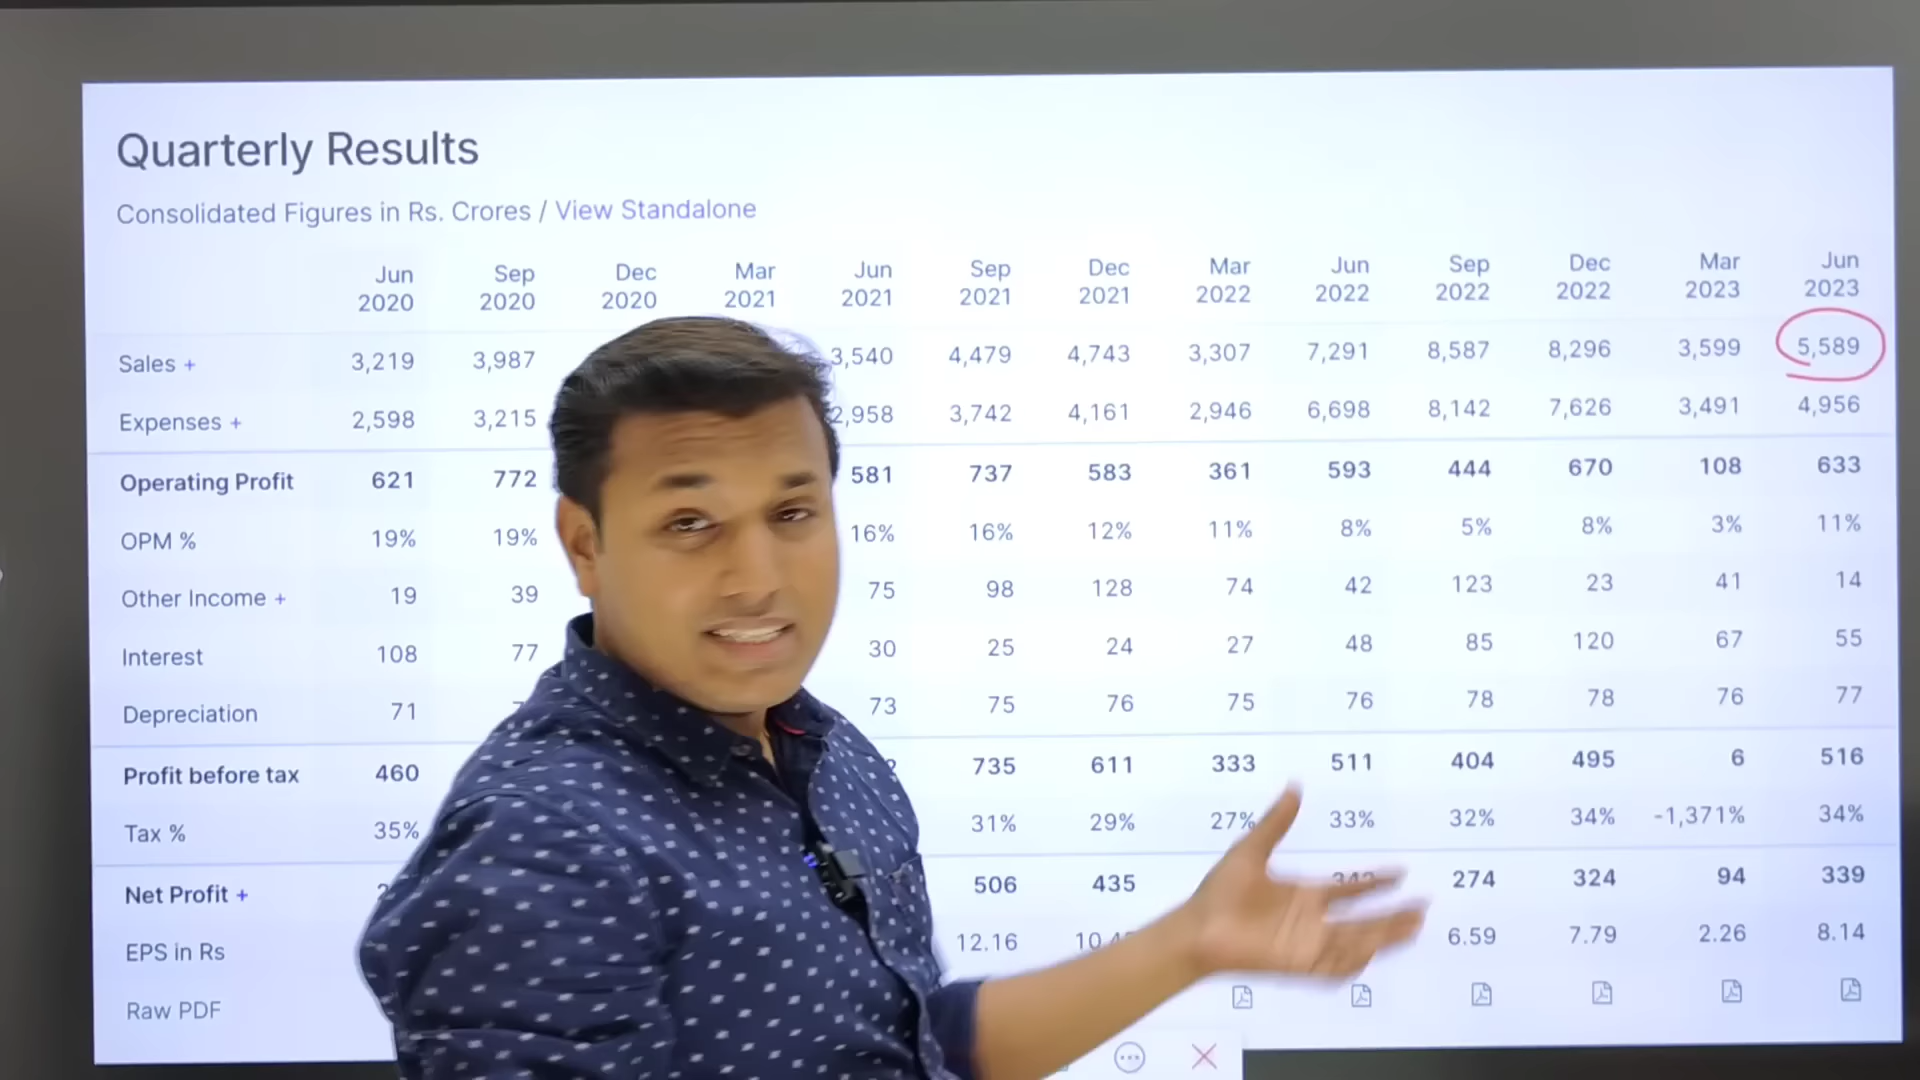 Quarterly Results
Consolidated Figures in Rs. Crores / View Standalone
Jun 2020 Sep 2020 Dec 2020 Mar 2021 Jun 2021 Sep 2021 Dec 2021 Mar 2022 Jun 2022 Sep 2022 Dec 2022 Mar 2023 Jun 2023
Sales + 3,219 3,987 3,540 4,479 4,743 3,307 7,291 8,587 8,296 3,599 5,589
Expenses + 2,598 3,215 2,958 3,742 4,161 2,946 6,698 8,142 7,626 3,491 4,956
Operating Profit 621 772 581 737 583 361 593 444 670 108 633
OPM % 19% 19% 16% 16% 12% 11% 8% 5% 8% 3% 11%
Other Income + 19 39 75 98 128 74 42 123 23 41 14
Interest 108 77 30 25 24 27 48 85 120 67 55
Depreciation 71 73 75 76 75 76 78 78 76 77
Profit before tax 460 735 611 333 511 404 495 6 516
Tax % 35% 31% 29% 27% 33% 32% 34% -1,371% 34%
Net Profit + 506 435 274 324 94 339
EPS in Rs 12.16 6.59 7.79 2.26 8.14
Raw PDF